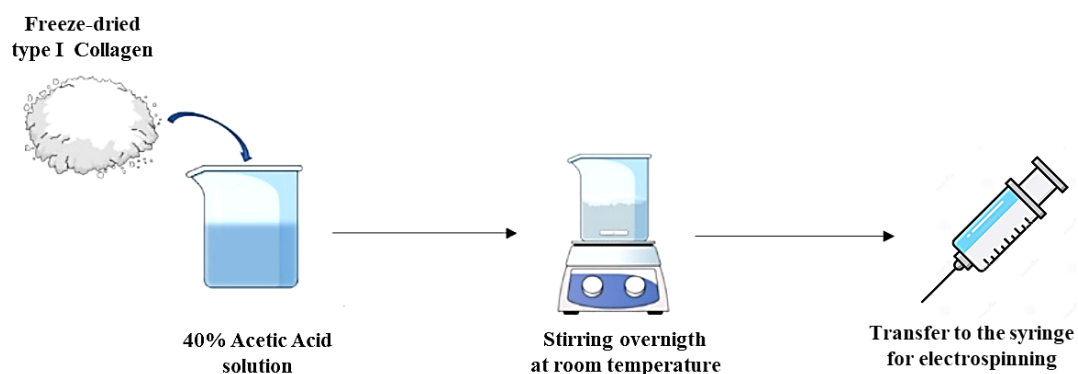 Freeze-dried
type I Collagen
40% Acetic Acid
solution
Stirring overnigth
at room temperature
Transfer to the syringe
for electrospinning